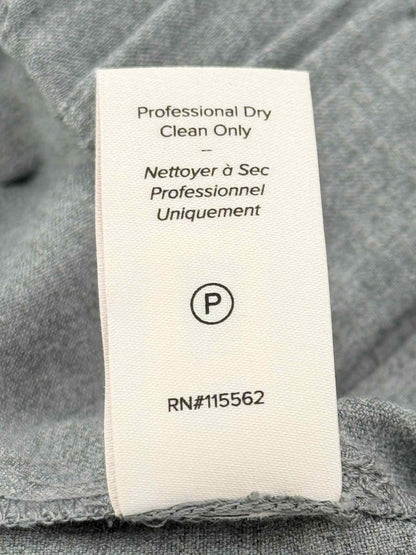 Professional Dry
Clean Only
--
Nettoyer à Sec
Professionnel
Uniquement
P
RN#115562